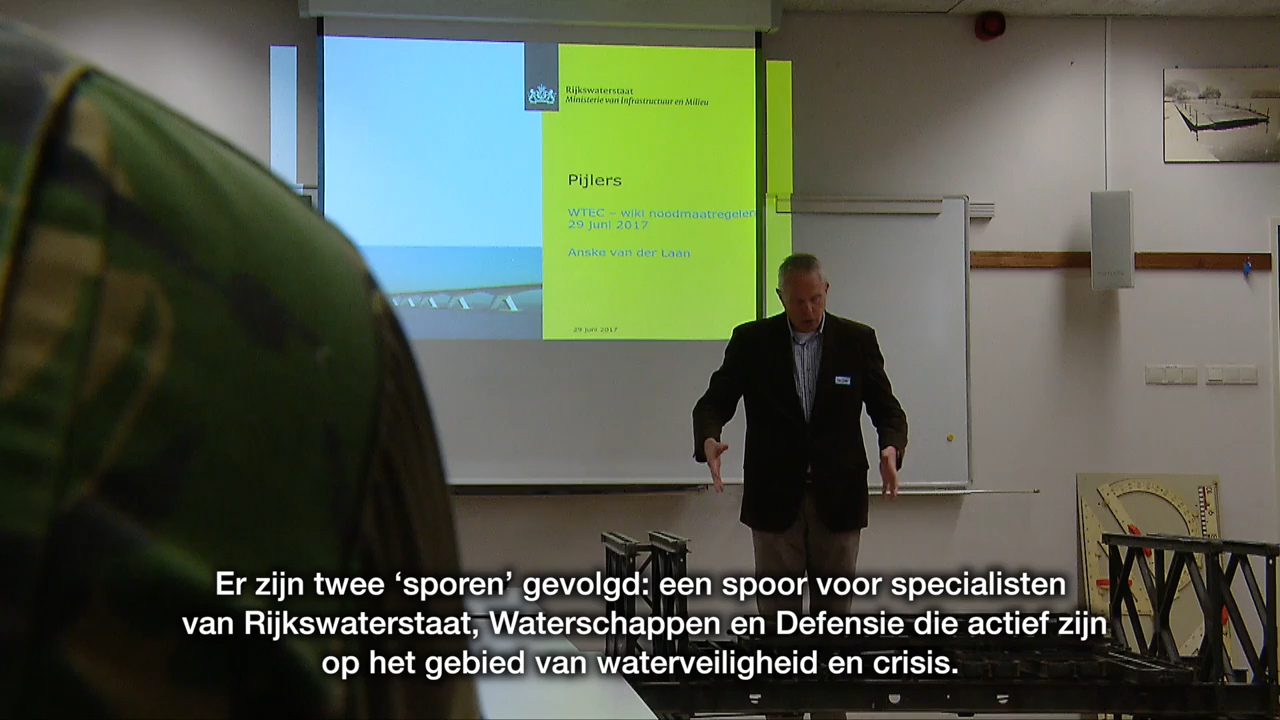 Rijkswaterstaat
Ministerie van Infrastructuur en Milieu
Pijlers
WTEC – wiki noodmaatregelen
29 juni 2017
Anske van der Laan
29 juni 2017
Er zijn twee ‘sporen’ gevolgd: een spoor voor specialisten
van Rijkswaterstaat, Waterschappen en Defensie die actief zijn
op het gebied van waterveiligheid en crisis.